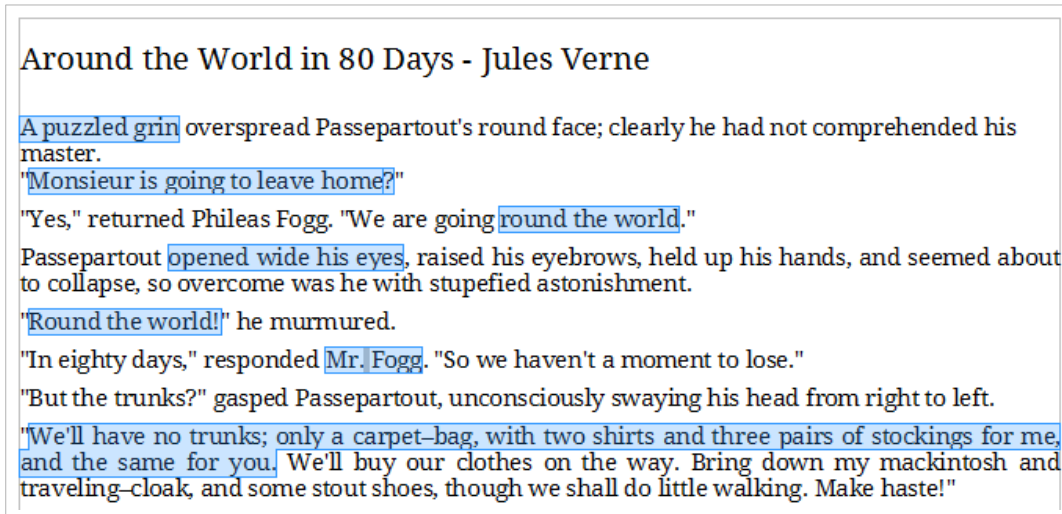 Around the World in 80 Days - Jules Verne
A puzzled grin overspread Passepartout's round face; clearly he had not comprehended his
master.
"Monsieur is going to leave home?"
"Yes," returned Phileas Fogg. "We are going round the world."
Passepartout opened wide his eyes, raised his eyebrows, held up his hands, and seemed about
to collapse, so overcome was he with stupefied astonishment.
"Round the world!" he murmured.
"In eighty days," responded Mr. Fogg. "So we haven't a moment to lose."
"But the trunks?" gasped Passepartout, unconsciously swaying his head from right to left.
"We'll have no trunks; only a carpet–bag, with two shirts and three pairs of stockings for me,
and the same for you. We'll buy our clothes on the way. Bring down my mackintosh and
traveling–cloak, and some stout shoes, though we shall do little walking. Make haste!"